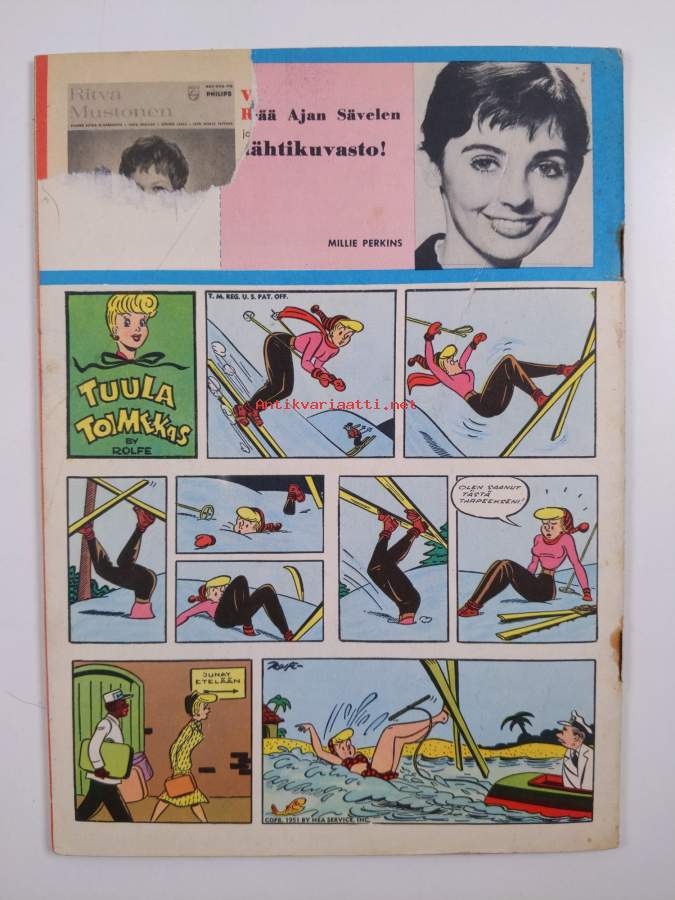 Ritva
Mustonen
PHILIPS
V
ää Ajan Sävelen
jo
ähtikuvasto!
MILLIE PERKINS
TUULA
TOIMEKAS
BY
ROLFE
T. M. REG. U. S. PAT. OFF.
Antikvariaatti.net
OLEN SAANUT
TÄSTÄ
TARPEEKSENI!
JUNAT
ETELÄÄN
ROLFE-
COPR. 1951 BY NEA SERVICE, INC.